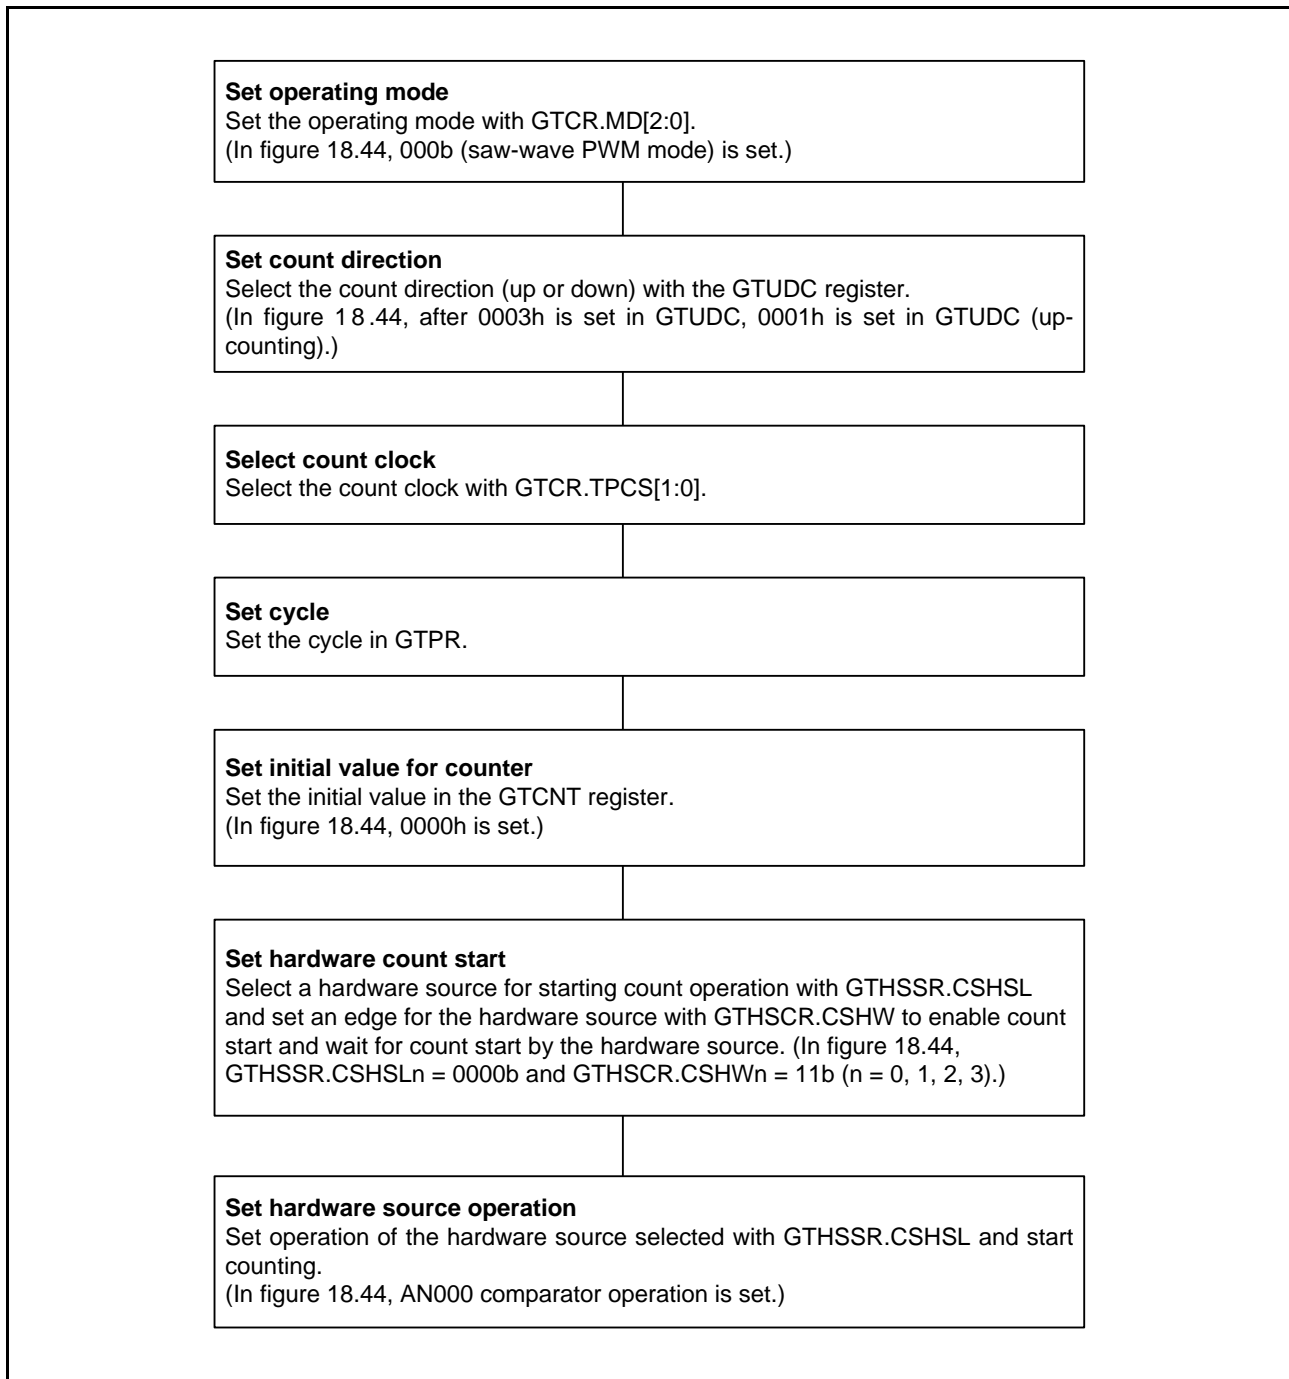 Set operating mode
Set the operating mode with GTCR.MD[2:0].
(In figure 18.44, 000b (saw-wave PWM mode) is set.)
Set count direction
Select the count direction (up or down) with the GTUDC register.
(In figure 18.44, after 0003h is set in GTUDC, 0001h is set in GTUDC (up-
counting).)
Select count clock
Select the count clock with GTCR.TPCS[1:0].
Set cycle
Set the cycle in GTPR.
Set initial value for counter
Set the initial value in the GTCNT register.
(In figure 18.44, 0000h is set.)
Set hardware count start
Select a hardware source for starting count operation with GTHSSR.CSHSL
and set an edge for the hardware source with GTHSCR.CSHW to enable count
start and wait for count start by the hardware source. (In figure 18.44,
GTHSSR.CSHSLn = 0000b and GTHSCR.CSHWn = 11b (n = 0, 1, 2, 3).)
Set hardware source operation
Set operation of the hardware source selected with GTHSSR.CSHSL and start
counting.
(In figure 18.44, AN000 comparator operation is set.)